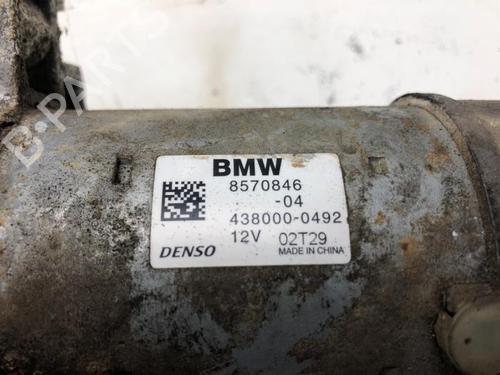 B-PARTS
BMW
8570846
-04
438000-0492
12V 02T29
DENSO MADE IN CHINA